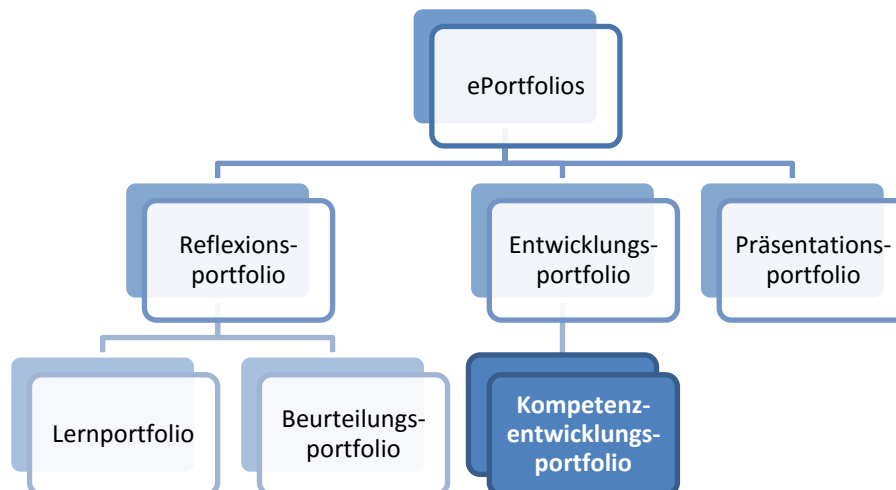 ePortfolios
Reflexions-
portfolio
Entwicklungs-
portfolio
Präsentations-
portfolio
Lernportfolio
Beurteilungs-
portfolio
Kompetenz-
entwicklungs-
portfolio